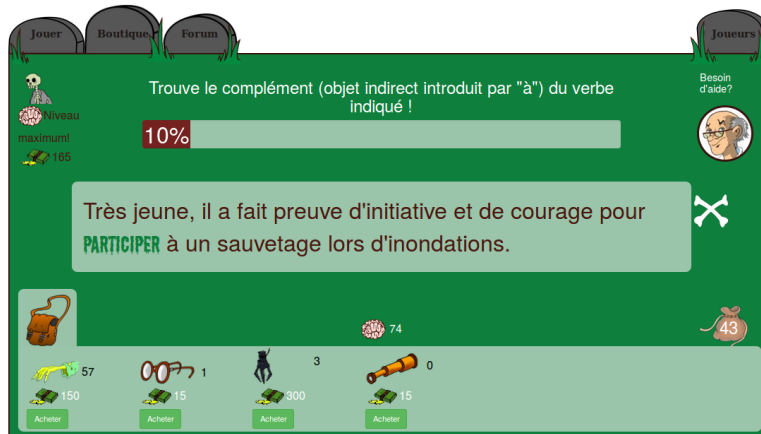 Jouer
Boutique
Forum
Joueurs
Niveau
maximum!
165
Trouve le complément (objet indirect introduit par "à") du verbe
indiqué !
10%
Besoin
d'aide?
Très jeune, il a fait preuve d'initiative et de courage pour
PARTICIPER à un sauvetage lors d'inondations.
74
43
57
1
3
0
150
15
300
15
Acheter
Acheter
Acheter
Acheter